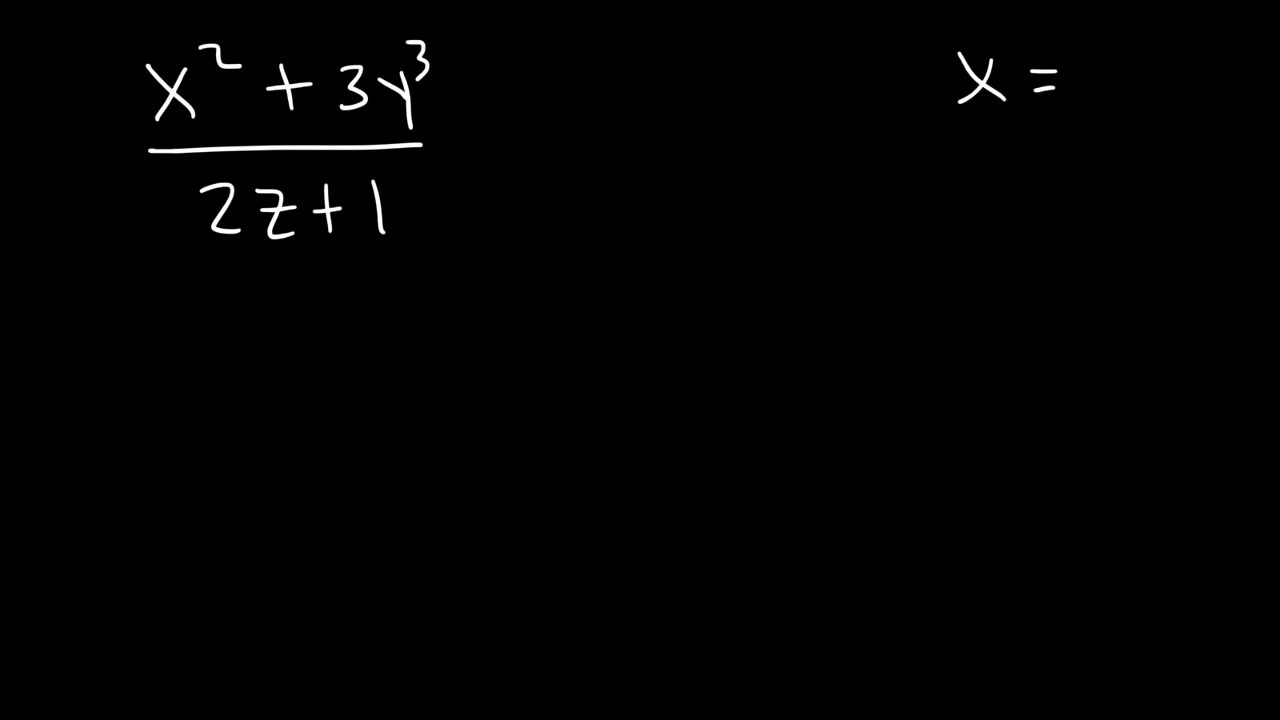 x² + 3y³
2z + 1
x =